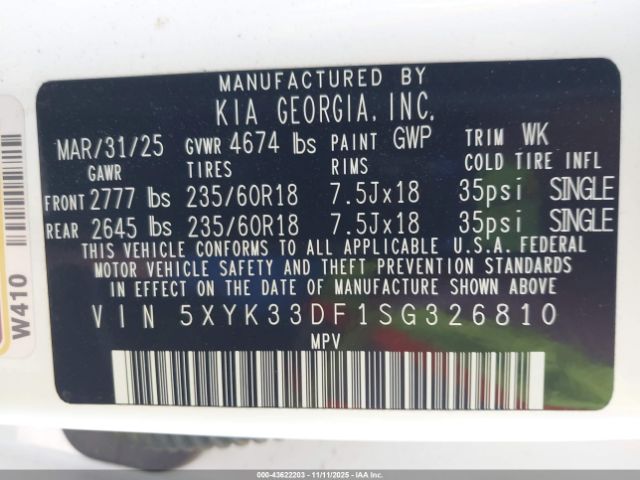 MANUFACTURED BY
KIA GEORGIA, INC.
MAR/31/25 GVWR 4674 lbs PAINT GWP TRIM WK
GAWR TIRES RIMS COLD TIRE INFL
FRONT 2777 lbs 235/60R18 7.5Jx18 35psi SINGLE
REAR 2645 lbs 235/60R18 7.5Jx18 35psi SINGLE
THIS VEHICLE CONFORMS TO ALL APPLICABLE U.S.A. FEDERAL
MOTOR VEHICLE SAFETY AND THEFT PREVENTION STANDARDS
IN EFFECT ON THE DATE OF MANUFACTURE SHOWN ABOVE
VIN 5XYK33DF1SG326810
MPV
W410
000-43622203 - 11/11/2025 - IAAI.com